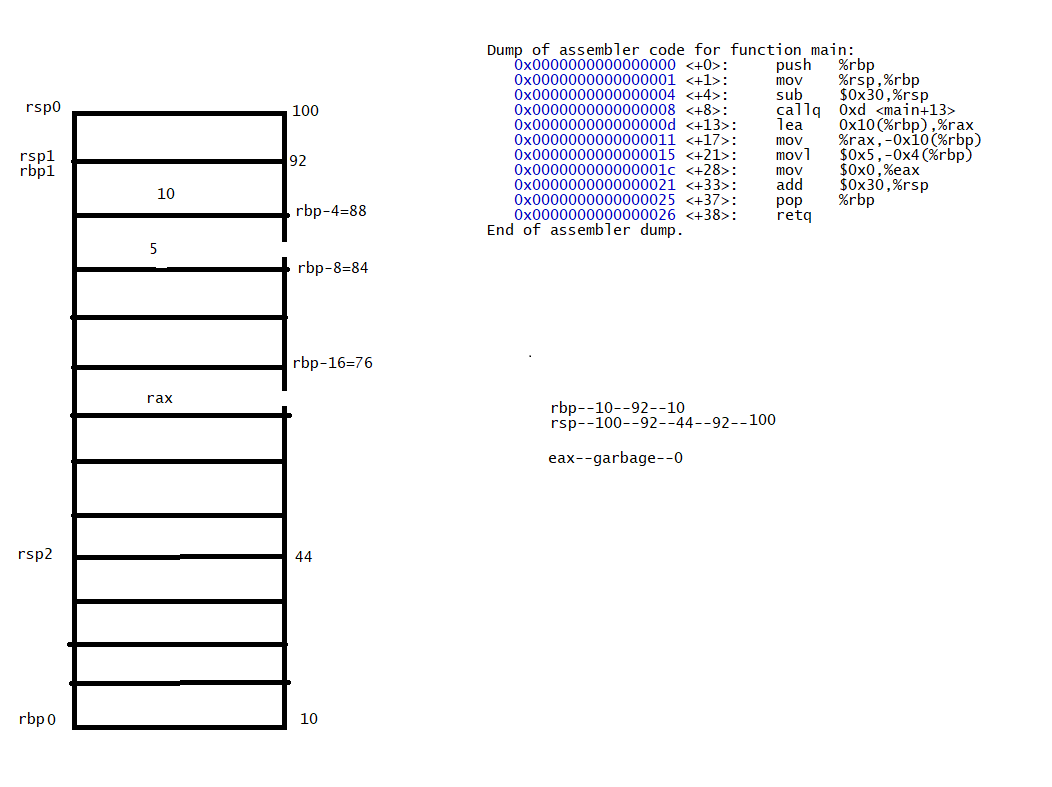 Dump of assembler code for function main:
0x0000000000000000 <+0>: push %rbp
0x0000000000000001 <+1>: mov %rsp,%rbp
0x0000000000000004 <+4>: sub $0x30,%rsp
0x0000000000000008 <+8>: callq 0xd <main+13>
0x000000000000000d <+13>: lea 0x10(%rbp),%rax
0x0000000000000011 <+17>: mov %rax,-0x10(%rbp)
0x0000000000000015 <+21>: movl $0x5,-0x4(%rbp)
0x000000000000001c <+28>: mov $0x0,%eax
0x0000000000000021 <+33>: add $0x30,%rsp
0x0000000000000025 <+37>: pop %rbp
0x0000000000000026 <+38>: retq
End of assembler dump.
rsp0
100
rsp1
rbp1
92
10
rbp-4=88
5
rbp-8=84
rbp-16=76
rax
rsp2
44
rbp0
10
rbp--10--92--10
rsp--100--92--44--92--100
eax--garbage--0